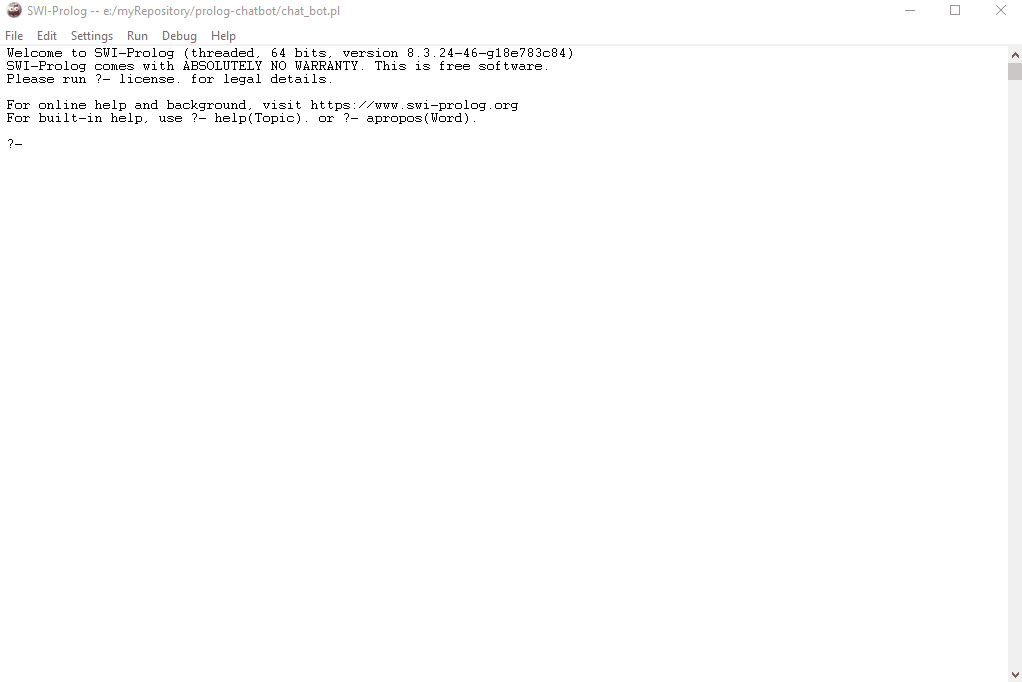 SWI-Prolog -- e:/myRepository/prolog-chatbot/chat_bot.pl
File Edit Settings Run Debug Help
Welcome to SWI-Prolog (threaded, 64 bits, version 8.3.24-46-g18e783c84)
SWI-Prolog comes with ABSOLUTELY NO WARRANTY. This is free software.
Please run ?- license. for legal details.
For online help and background, visit https://www.swi-prolog.org
For built-in help, use ?- help(Topic). or ?- apropos(Word).
?-